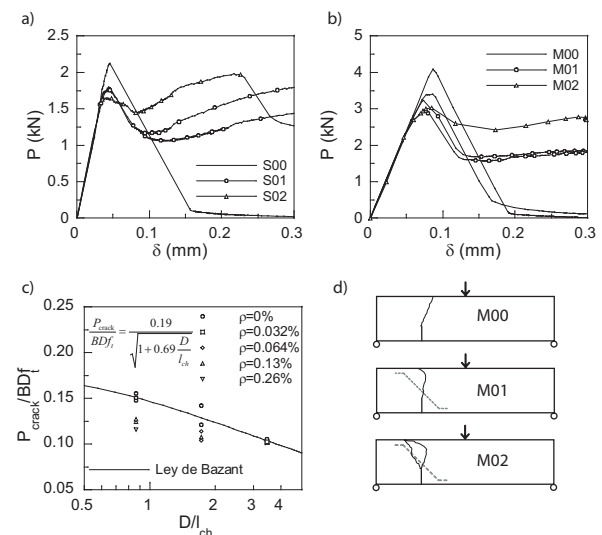 a)
P (kN)
2.5
2
1.5
1
0.5
0
S00
S01
S02
0 0.1 0.2 0.3
δ (mm)
b)
P (kN)
5
4
3
2
1
0
M00
M01
M02
0 0.1 0.2 0.3
δ (mm)
c)
P_crack/BDf_t
0.25
0.20
0.15
0.10
0.05
P_crack/BDf_t = 0.19/√(1+0.69 D/l_ch)
ρ=0%
ρ=0.032%
ρ=0.064%
ρ=0.13%
ρ=0.26%
Ley de Bazant
0.5 1 2 3 4
D/l_ch
d)
M00
M01
M02